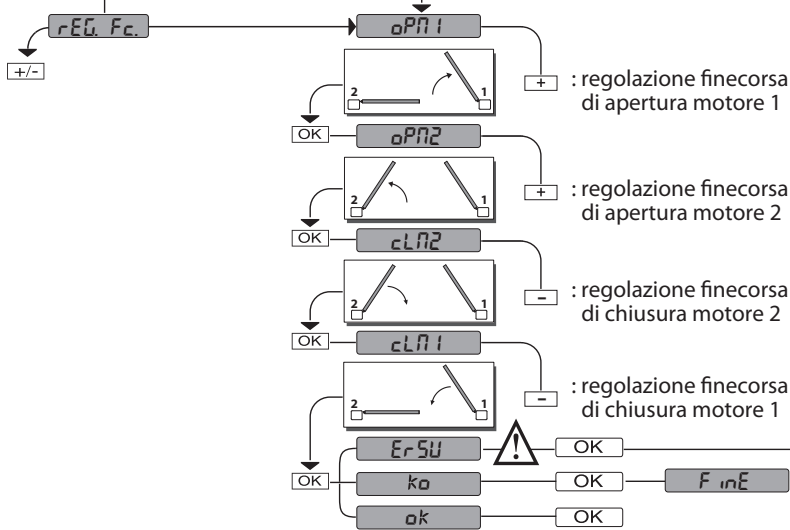 rEG. Fc.
oPM1
+/-
2
1
+
: regolazione finecorsa
di apertura motore 1
OK
oPM2
2
1
+
: regolazione finecorsa
di apertura motore 2
OK
cLM2
2
1
-
: regolazione finecorsa
di chiusura motore 2
OK
cLM1
2
1
-
: regolazione finecorsa
di chiusura motore 1
ErSU
!
OK
OK
ko
OK
FinE
ok
OK